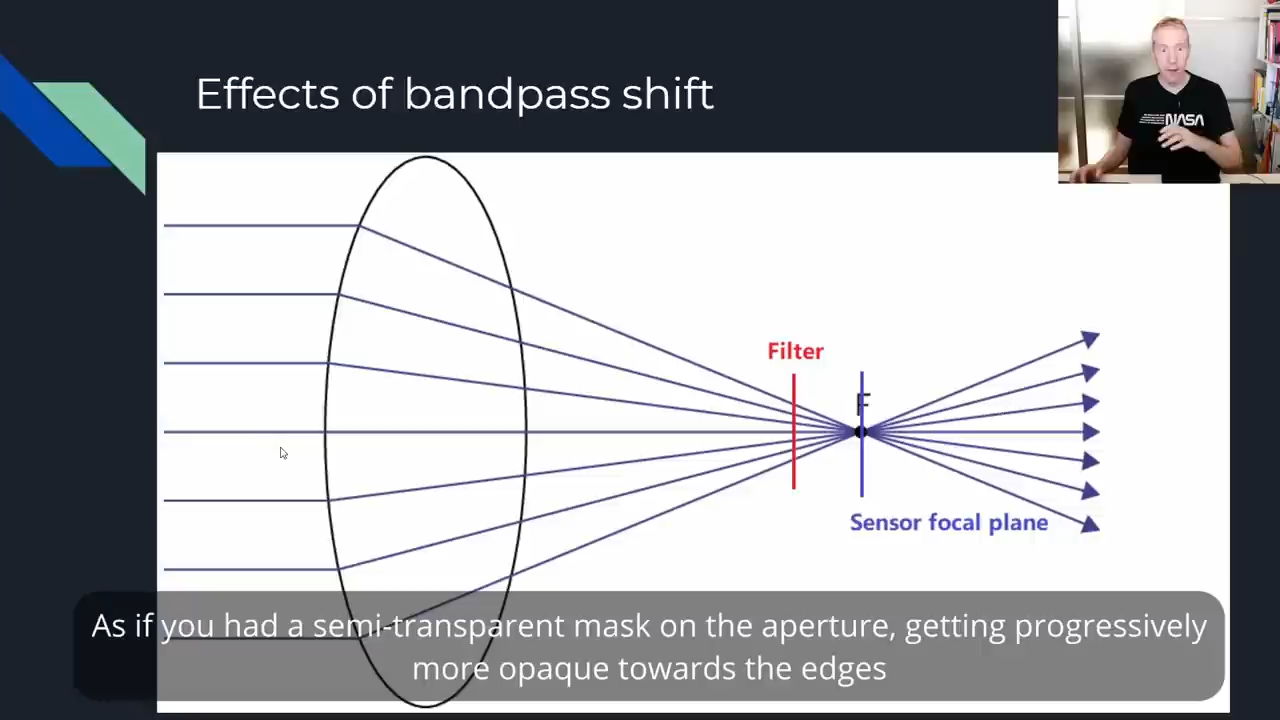 Effects of bandpass shift
NASA
Filter
F
Sensor focal plane
As if you had a semi-transparent mask on the aperture, getting progressively
more opaque towards the edges